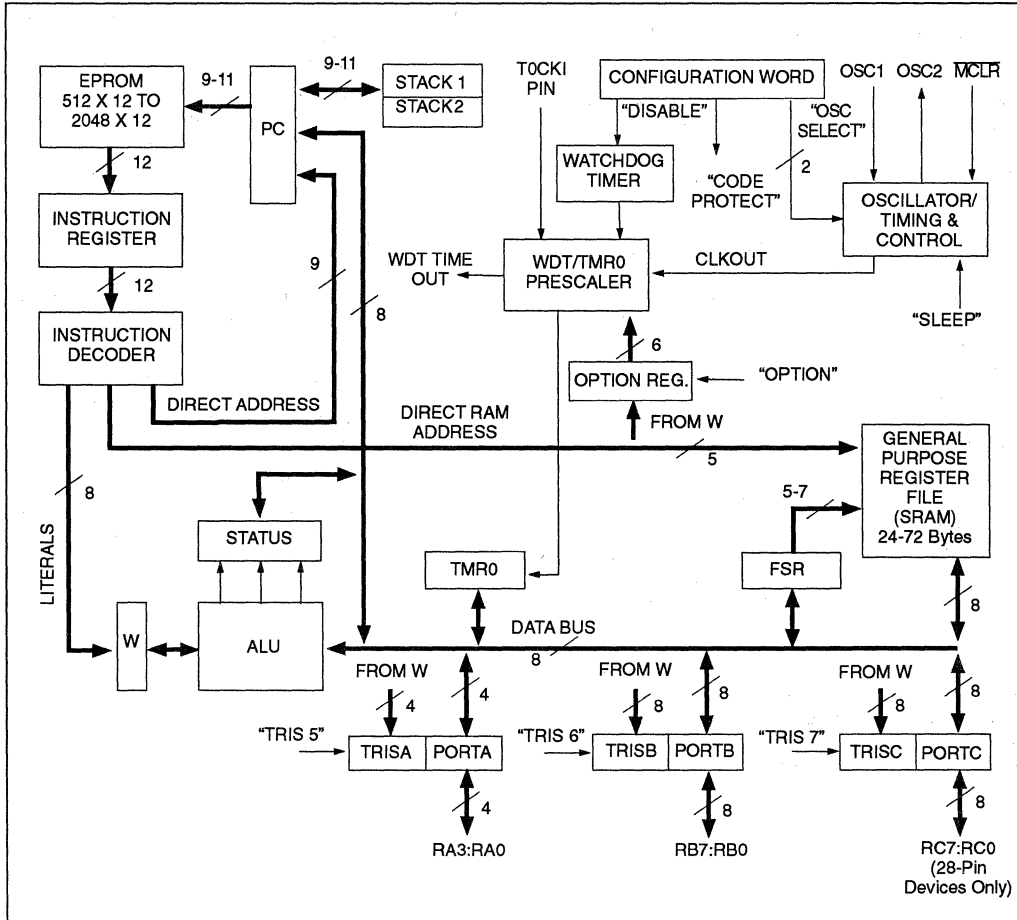 EPROM
512 X 12 TO
2048 X 12
9-11
PC
9-11
STACK 1
STACK2
T0CKI
PIN
CONFIGURATION WORD
OSC1
OSC2
MCLR
"DISABLE"
"OSC
SELECT"
2
"CODE
PROTECT"
WATCHDOG
TIMER
12
INSTRUCTION
REGISTER
OSCILLATOR/
TIMING &
CONTROL
12
9
8
WDT TIME
OUT
WDT/TMR0
PRESCALER
CLKOUT
"SLEEP"
INSTRUCTION
DECODER
6
OPTION REG.
"OPTION"
DIRECT ADDRESS
DIRECT RAM
ADDRESS
FROM W
5
GENERAL
PURPOSE
REGISTER
FILE
(SRAM)
24-72 Bytes
8
LITERALS
5-7
STATUS
TMR0
FSR
8
W
ALU
DATA BUS
8
FROM W
4
4
FROM W
8
8
FROM W
8
8
"TRIS 5"
TRISA
PORTA
"TRIS 6"
TRISB
PORTB
"TRIS 7"
TRISC
PORTC
4
8
8
RA3:RA0
RB7:RB0
RC7:RC0
(28-Pin
Devices Only)